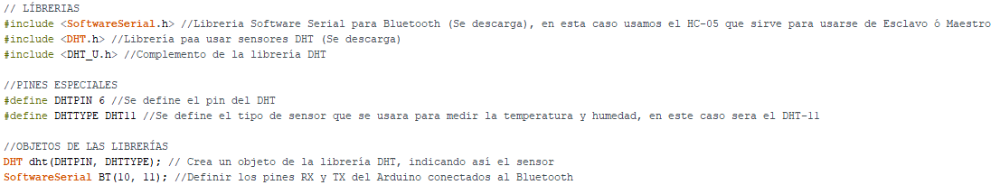 // LÍBRERIAS
#include <SoftwareSerial.h> //Libreria Software Serial para Bluetooth (Se descarga), en esta caso usamos el HC-05 que sirve para usarse de Esclavo ó Maestro
#include <DHT.h> //Librería paa usar sensores DHT (Se descarga)
#include <DHT_U.h> //Complemento de la librería DHT
//PINES ESPECIALES
#define DHTPIN 6 //Se define el pin del DHT
#define DHTTYPE DHT11 //Se define el tipo de sensor que se usara para medir la temperatura y humedad, en este caso sera el DHT-11
//OBJETOS DE LAS LIBRERÍAS
DHT dht(DHTPIN, DHTTYPE); // Crea un objeto de la librería DHT, indicando así el sensor
SoftwareSerial BT(10, 11); //Definir los pines RX y TX del Arduino conectados al Bluetooth